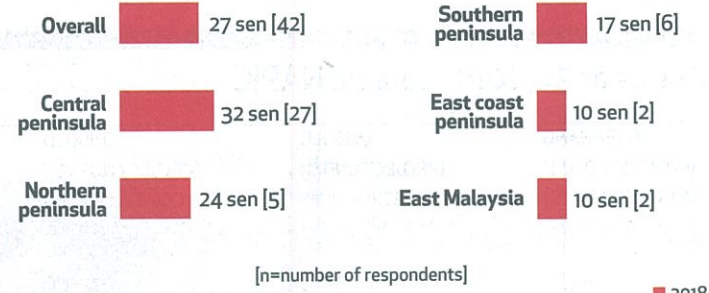 Overall 27 sen [42]
Central
peninsula 32 sen [27]
Northern
peninsula 24 sen [5]
Southern
peninsula 17 sen [6]
East coast
peninsula 10 sen [2]
East Malaysia 10 sen [2]
[n=number of respondents]
2018